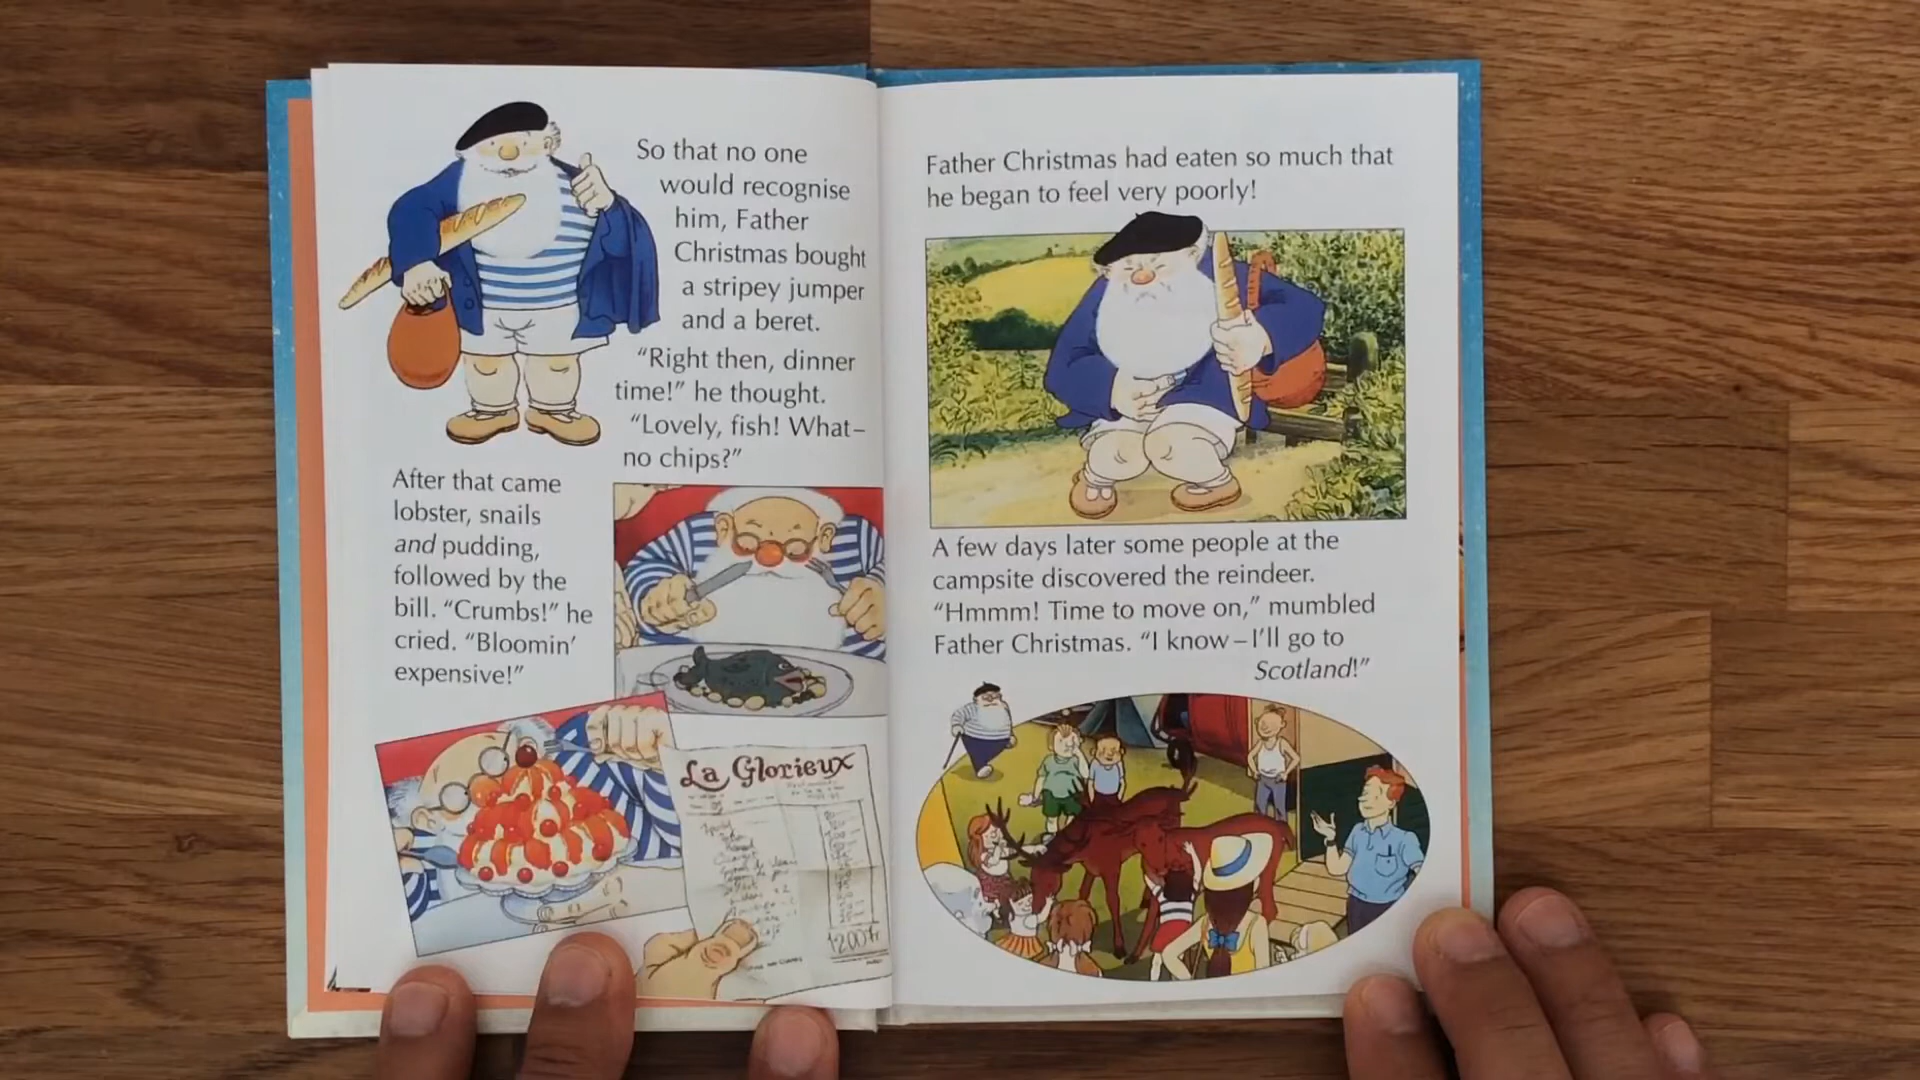 So that no one
would recognise
him, Father
Christmas bought
a stripey jumper
and a beret.
“Right then, dinner
time!” he thought.
“Lovely, fish! What–
no chips?”
After that came
lobster, snails
and pudding,
followed by the
bill. “Crumbs!” he
cried. “Bloomin’
expensive!”
La Glorieux
1200 fr
Father Christmas had eaten so much that
he began to feel very poorly!
A few days later some people at the
campsite discovered the reindeer.
“Hmmm! Time to move on,” mumbled
Father Christmas. “I know – I’ll go to
Scotland!”